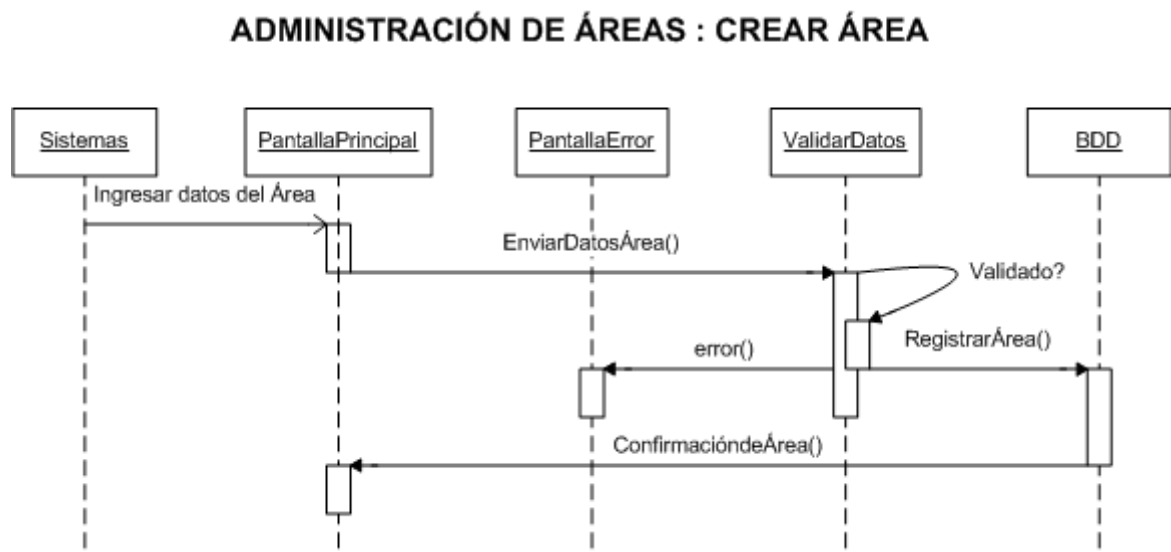 ADMINISTRACIÓN DE ÁREAS : CREAR ÁREA
Sistemas
PantallaPrincipal
PantallaError
ValidarDatos
BDD
Ingresar datos del Área
EnviarDatosÁrea()
Validado?
error()
RegistrarÁrea()
ConfirmacióndeÁrea()